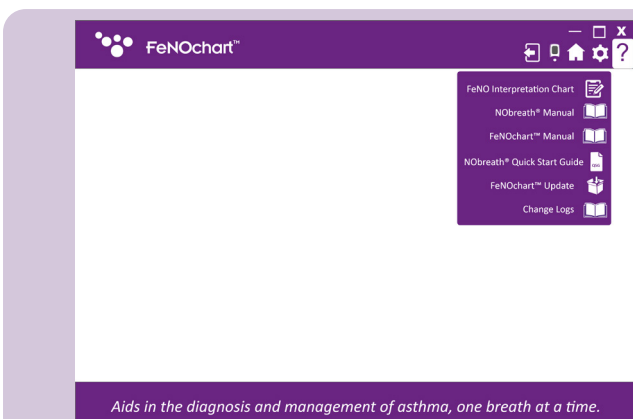 FeNOchart™
X
?
FeNO Interpretation Chart
NObreath® Manual
FeNOchart™ Manual
NObreath® Quick Start Guide
FeNOchart™ Update
Change Logs
Aids in the diagnosis and management of asthma, one breath at a time.